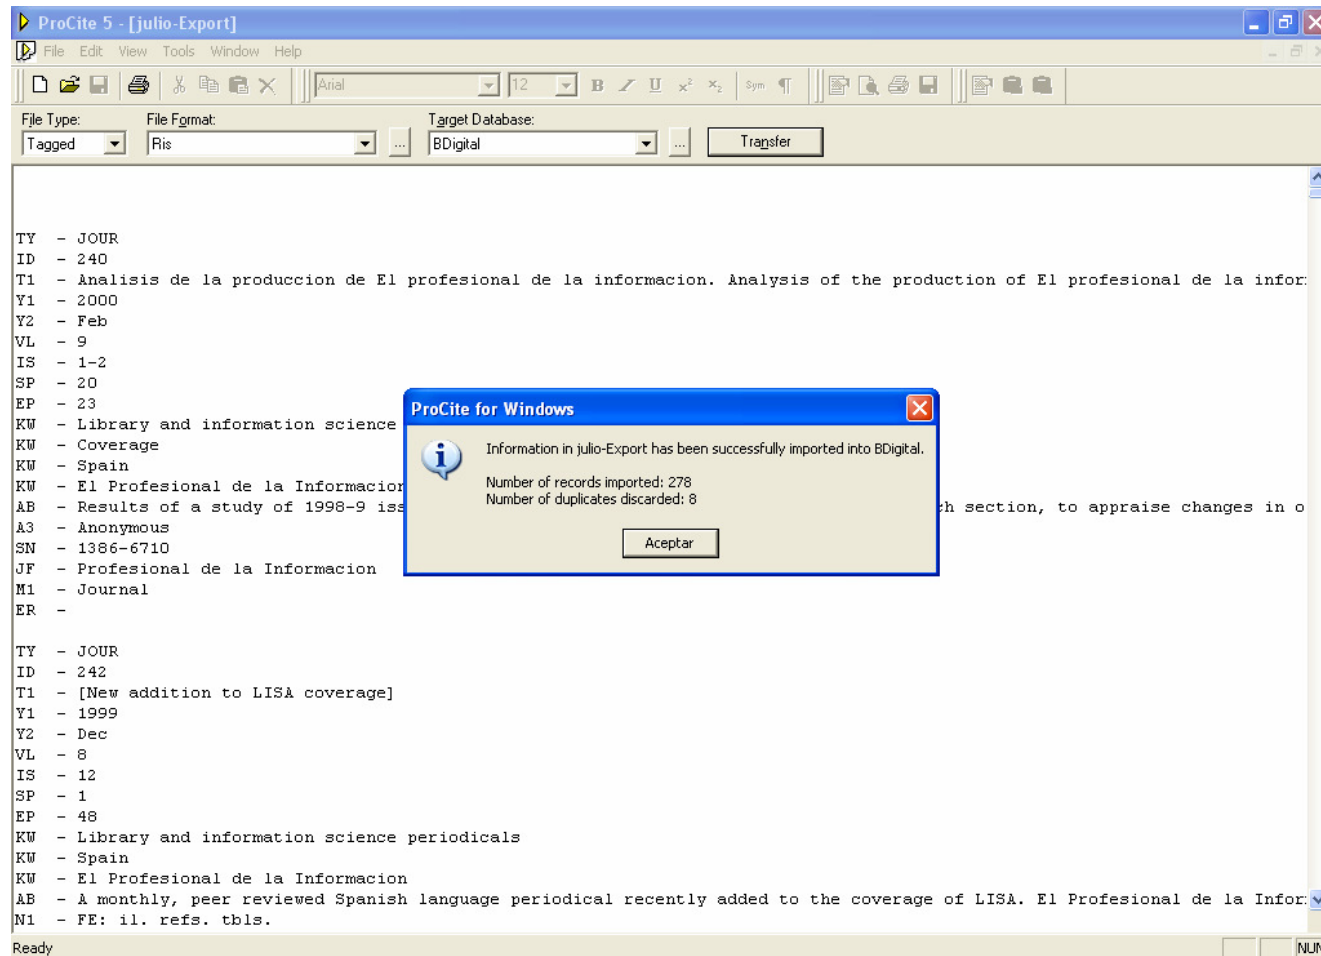 ProCite 5 - [julio-Export]
File Edit View Tools Window Help
Arial 12 B I U x² x₂ Sym ¶
File Type: File Format: Target Database:
Tagged Ris ... BDigital ... Transfer
TY - JOUR
ID - 240
T1 - Analisis de la produccion de El profesional de la informacion. Analysis of the production of El profesional de la infor
Y1 - 2000
Y2 - Feb
VL - 9
IS - 1-2
SP - 20
EP - 23
KW - Library and information science
KW - Coverage
KW - Spain
KW - El Profesional de la Informacion
AB - Results of a study of 1998-9 iss h section, to appraise changes in o
A3 - Anonymous
SN - 1386-6710
JF - Profesional de la Informacion
M1 - Journal
ER -
ProCite for Windows
Information in julio-Export has been successfully imported into BDigital.
Number of records imported: 278
Number of duplicates discarded: 8
Aceptar
TY - JOUR
ID - 242
T1 - [New addition to LISA coverage]
Y1 - 1999
Y2 - Dec
VL - 8
IS - 12
SP - 1
EP - 48
KW - Library and information science periodicals
KW - Spain
KW - El Profesional de la Informacion
AB - A monthly, peer reviewed Spanish language periodical recently added to the coverage of LISA. El Profesional de la Infor
N1 - FE: il. refs. tbls.
Ready NUM